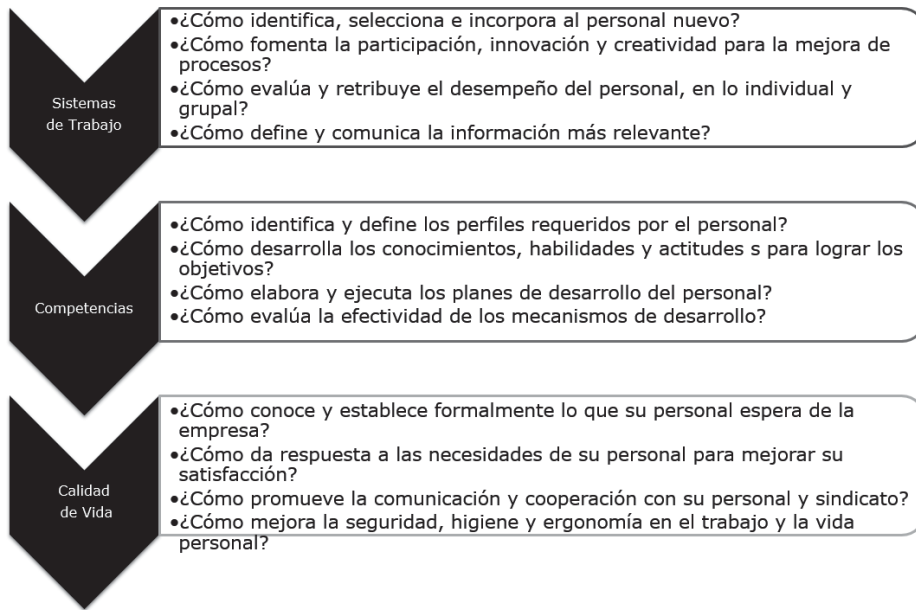 Sistemas
de Trabajo
•¿Cómo identifica, selecciona e incorpora al personal nuevo?
•¿Cómo fomenta la participación, innovación y creatividad para la mejora de
procesos?
•¿Cómo evalúa y retribuye el desempeño del personal, en lo individual y
grupal?
•¿Cómo define y comunica la información más relevante?
Competencias
•¿Cómo identifica y define los perfiles requeridos por el personal?
•¿Cómo desarrolla los conocimientos, habilidades y actitudes s para lograr los
objetivos?
•¿Cómo elabora y ejecuta los planes de desarrollo del personal?
•¿Cómo evalúa la efectividad de los mecanismos de desarrollo?
Calidad
de Vida
•¿Cómo conoce y establece formalmente lo que su personal espera de la
empresa?
•¿Cómo da respuesta a las necesidades de su personal para mejorar su
satisfacción?
•¿Cómo promueve la comunicación y cooperación con su personal y sindicato?
•¿Cómo mejora la seguridad, higiene y ergonomía en el trabajo y la vida
personal?